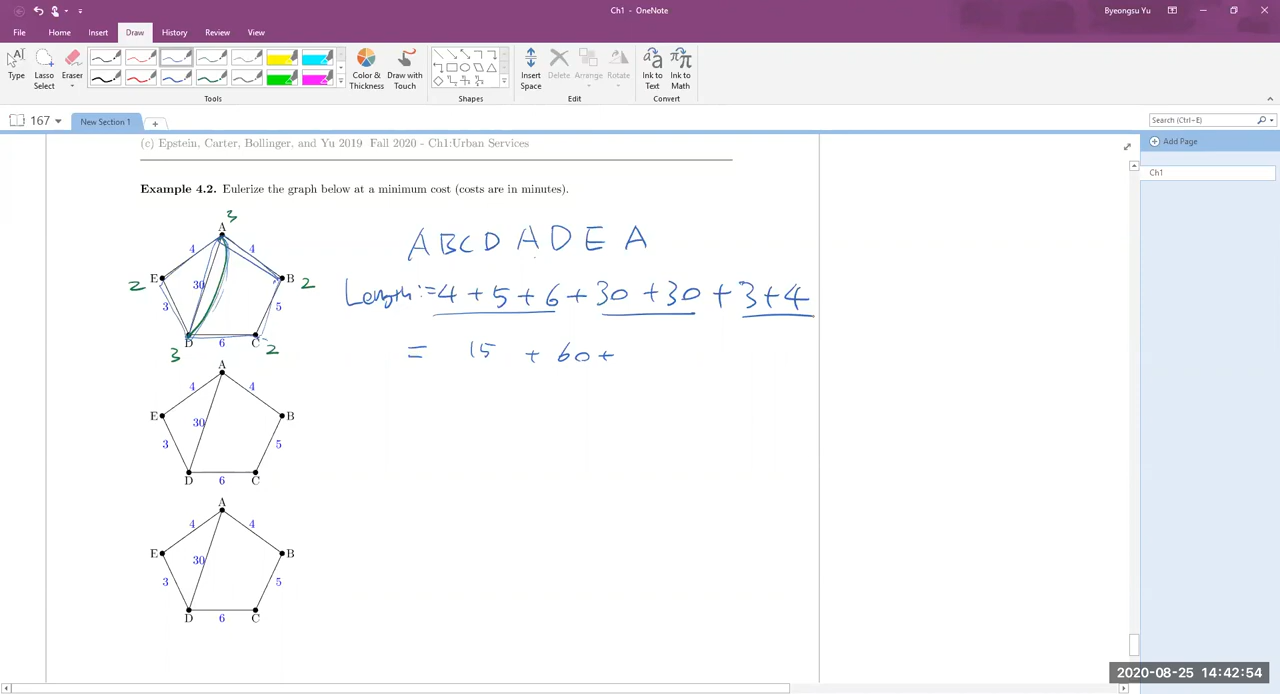 Ch1 - OneNote
Byeongsu Yu
File Home Insert Draw History Review View
Type
Lasso Select
Eraser
Color & Thickness
Draw with Touch
Insert Space
Delete
Arrange
Rotate
Ink to Text
Ink to Math
Tools
Shapes
Edit
Convert
167
New Section 1
Search (Ctrl+E)
Add Page
Ch1
(c) Epstein, Carter, Bollinger, and Yu 2019 Fall 2020 - Ch1:Urban Services
Example 4.2. Eulerize the graph below at a minimum cost (costs are in minutes).
3
A
4 4
2 E B 2
30
3 5
D C
3 6 2
A B C D A D E A
Length:=4 + 5 + 6 + 30 + 30 + 3 + 4
= 15 + 60 +
A
4 4
E B
30
3 5
D C
6
A
4 4
E B
30
3 5
D C
6
2020-08-25 14:42:54